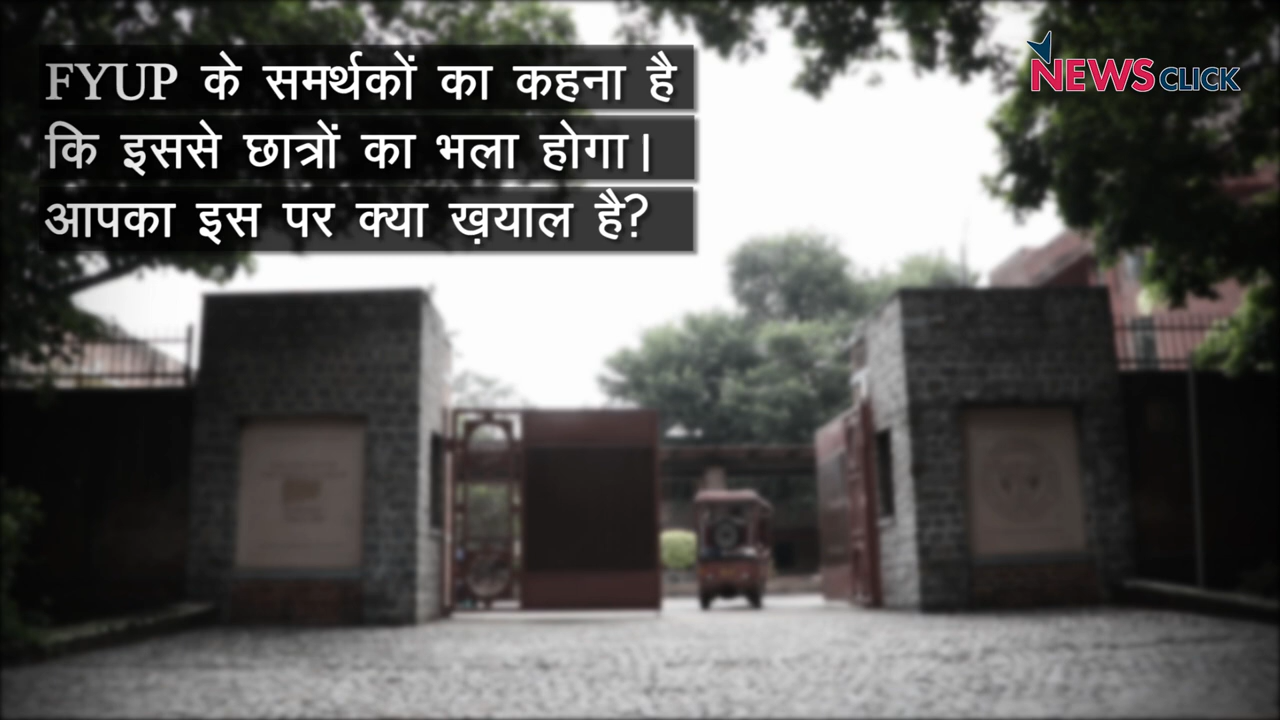 FYUP के समर्थकों का कहना है
कि इससे छात्रों का भला होगा।
आपका इस पर क्या ख़याल है?
NEWSCLICK